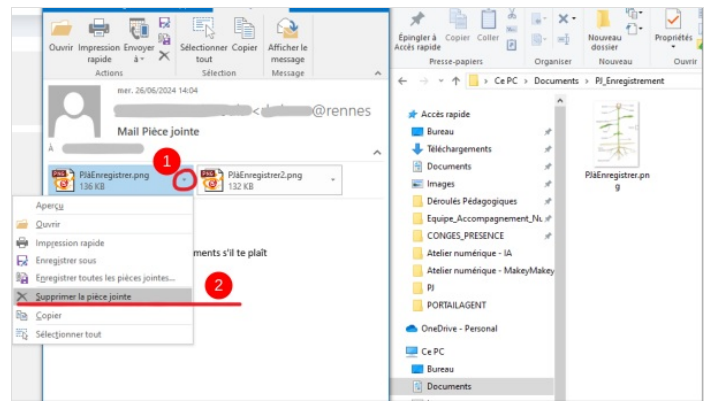 Ouvrir Impression rapide
Envoyer à
Sélectionner tout
Copier
Afficher le message
Actions
Sélection
Message
mer. 26/06/2024 14:04
@rennes
Mail Pièce jointe
À
1
PJàEnregistrer.png
136 KB
PJàEnregistrer2.png
132 KB
Aperçu
Ouvrir
Impression rapide
Enregistrer sous
Enregistrer toutes les pièces jointes...
Supprimer la pièce jointe
Copier
Sélectionner tout
ments s'il te plaît
2
Épingler à Accès rapide
Copier
Coller
Nouveau dossier
Propriétés
Presse-papiers
Organiser
Nouveau
Ouvrir
Ce PC > Documents > PJ_Enregistrement
Accès rapide
Bureau
Téléchargements
Documents
Images
Déroulés Pédagogiques
Equipe_Accompagnement_Nu
CONGES_PRESENCE
Atelier numérique - IA
Atelier numérique - MakeyMakey
PJ
PORTAILAGENT
OneDrive - Personal
Ce PC
Bureau
Documents
PJàEnregistrer.pn
g